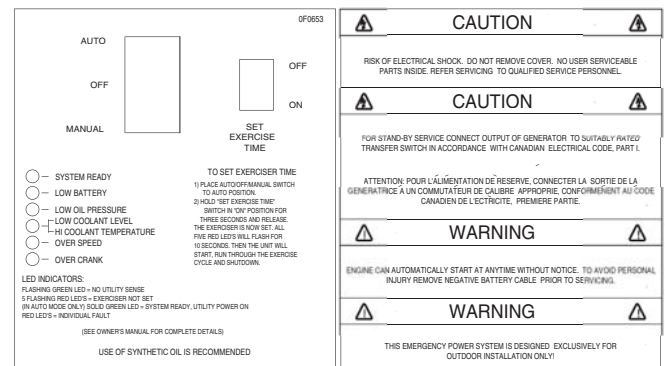 0F0653
AUTO
OFF
MANUAL
OFF
ON
SET
EXERCISE
TIME
SYSTEM READY
LOW BATTERY
LOW OIL PRESSURE
LOW COOLANT LEVEL
HI COOLANT TEMPERATURE
OVER SPEED
OVER CRANK
TO SET EXERCISER TIME
1) PLACE AUTO/OFF/MANUAL SWITCH
TO AUTO POSITION.
2) HOLD "SET EXERCISE TIME"
SWITCH IN "ON" POSITION FOR
THREE SECONDS AND RELEASE.
THE EXERCISER IS NOW SET. ALL
FIVE RED LED'S WILL FLASH FOR
10 SECONDS. THEN THE UNIT WILL
START, RUN THROUGH THE EXERCISE
CYCLE AND SHUTDOWN.
LED INDICATORS:
FLASHING GREEN LED = NO UTILITY SENSE
5 FLASHING RED LED'S = EXERCISER NOT SET
(IN AUTO MODE ONLY) SOLID GREEN LED = SYSTEM READY, UTILITY POWER ON
RED LED'S = INDIVIDUAL FAULT
(SEE OWNER'S MANUAL FOR COMPLETE DETAILS)
USE OF SYNTHETIC OIL IS RECOMMENDED
CAUTION
RISK OF ELECTRICAL SHOCK. DO NOT REMOVE COVER. NO USER SERVICEABLE
PARTS INSIDE. REFER SERVICING TO QUALIFIED SERVICE PERSONNEL.
CAUTION
FOR STAND-BY SERVICE CONNECT OUTPUT OF GENERATOR TO SUITABLY RATED
TRANSFER SWITCH IN ACCORDANCE WITH CANADIAN ELECTRICAL CODE, PART I.
ATTENTION: POUR L'ALIMENTATION DE RESERVE, CONNECTER LA SORTIE DE LA
GENERATRICE A UN COMMUTATEUR DE CALIBRE APPROPRIE, CONFORMENENT AU CODE
CANADIEN DE L'ECTRICITE, PREMIERE PARTIE.
WARNING
ENGINE CAN AUTOMATICALLY START AT ANYTIME WITHOUT NOTICE. TO AVOID PERSONAL
INJURY REMOVE NEGATIVE BATTERY CABLE PRIOR TO SERVICING.
WARNING
THIS EMERGENCY POWER SYSTEM IS DESIGNED EXCLUSIVELY FOR
OUTDOOR INSTALLATION ONLY!